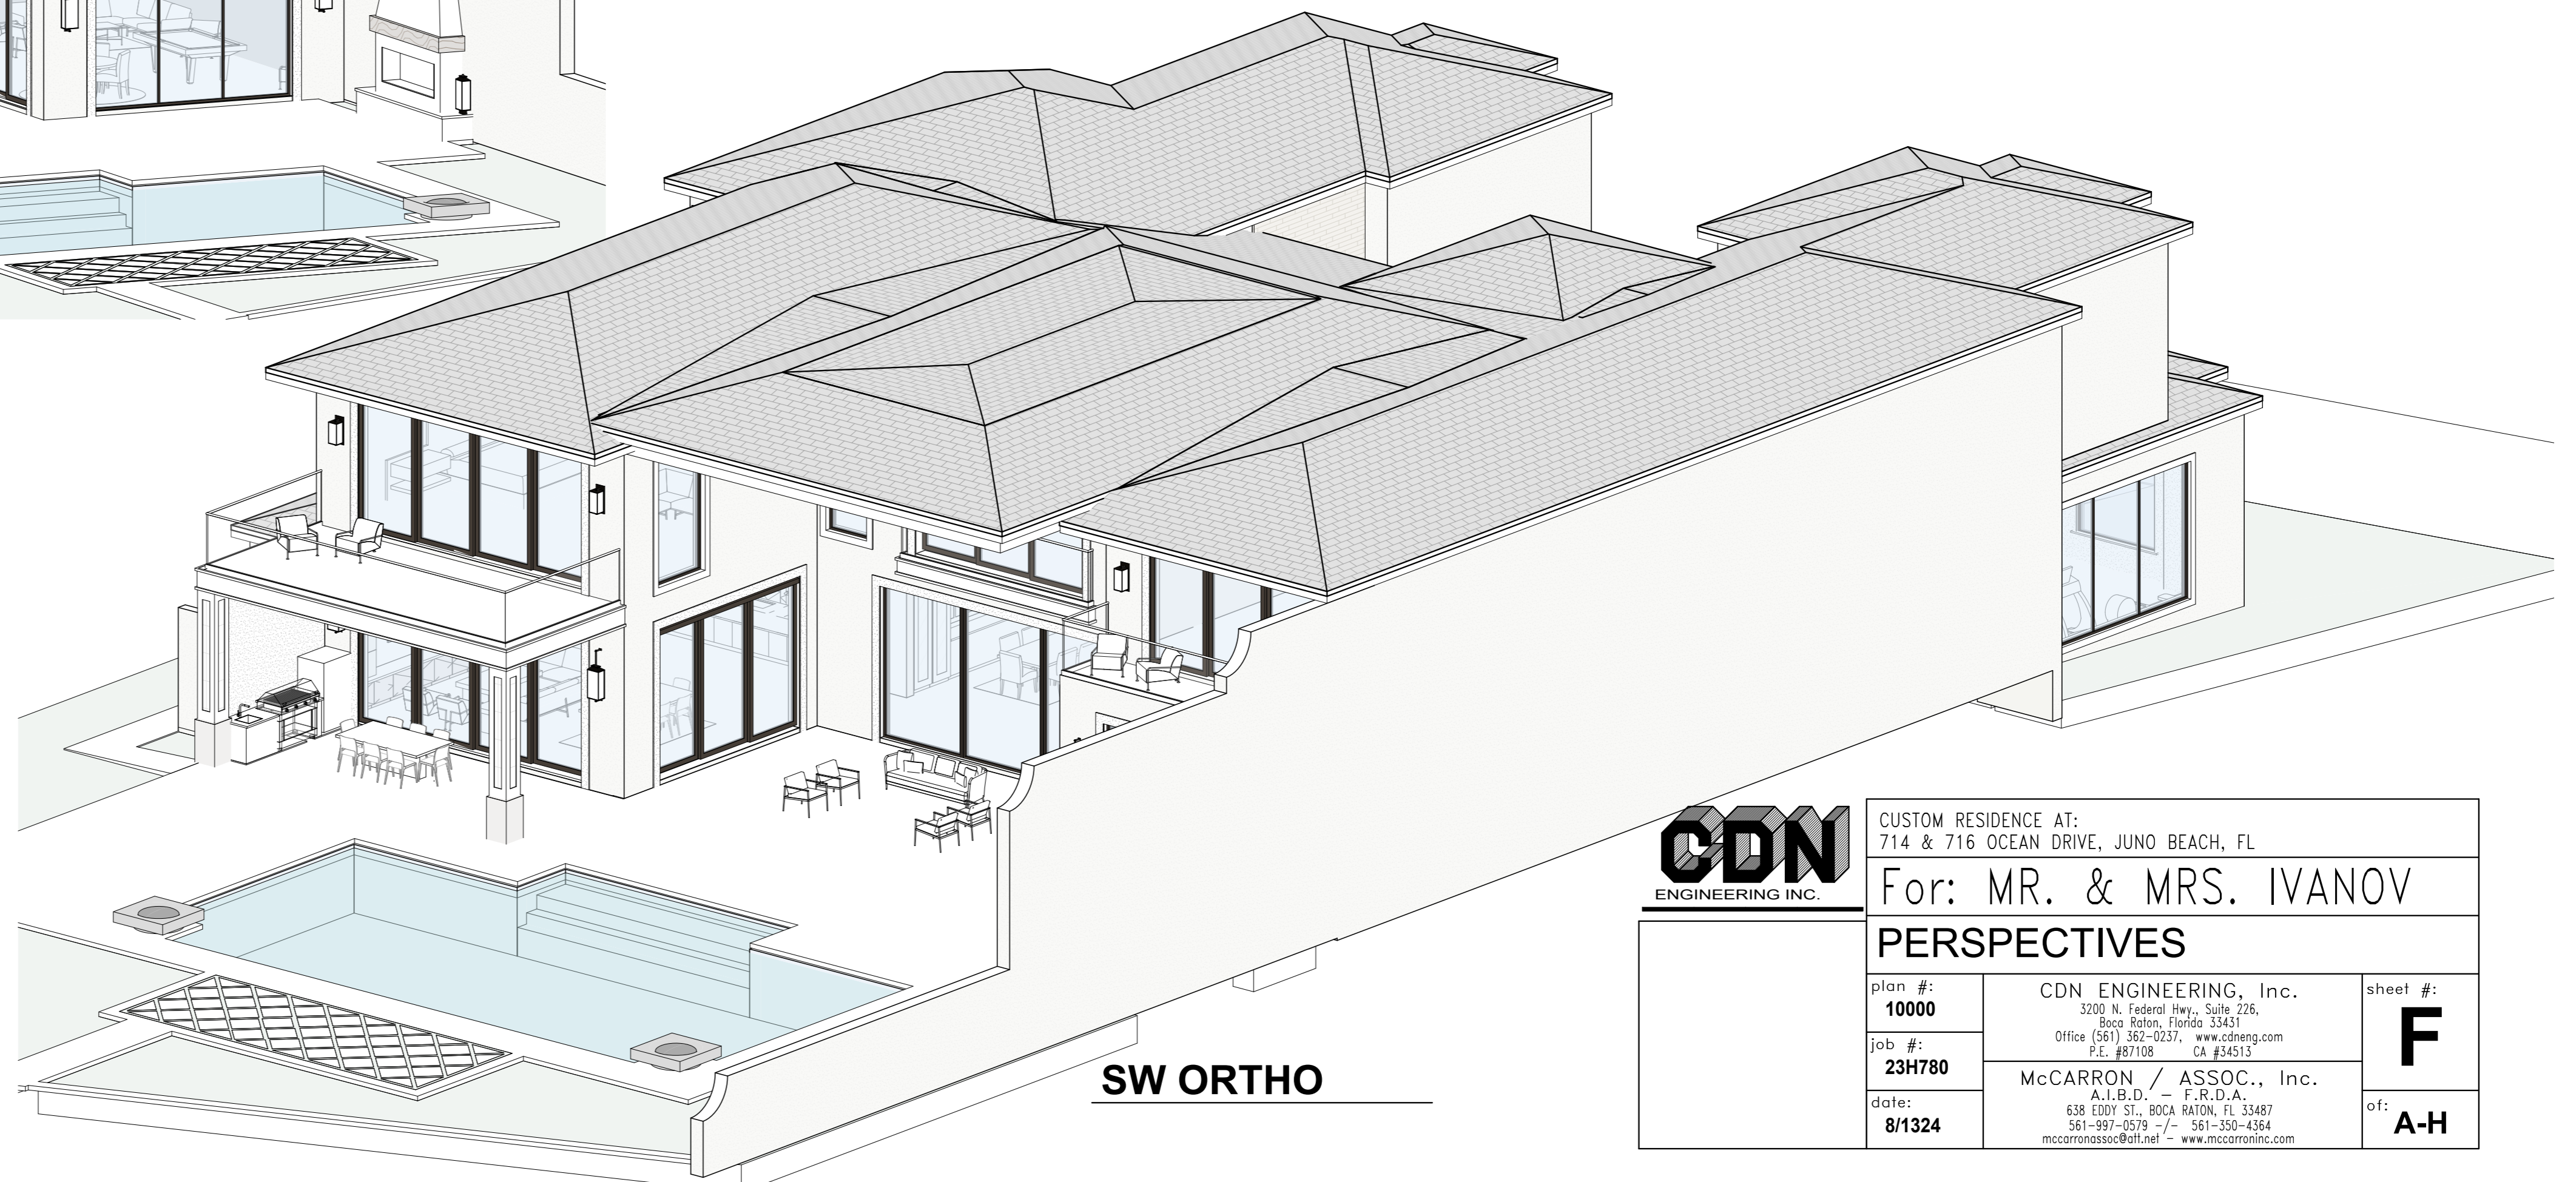 SW ORTHO
CDN
ENGINEERING INC.
CUSTOM RESIDENCE AT:
714 & 716 OCEAN DRIVE, JUNO BEACH, FL
For: MR. & MRS. IVANOV
PERSPECTIVES
plan #:
10000
job #:
23H780
date:
8/1324
CDN ENGINEERING, Inc.
3200 N. Federal Hwy., Suite 226,
Boca Raton, Florida 33431
Office (561) 362-0237, www.cdneng.com
P.E. #87108 CA #34513
McCARRON / ASSOC., Inc.
A.I.B.D. - F.R.D.A.
638 EDDY ST., BOCA RATON, FL 33487
561-997-0579 -/- 561-350-4364
mccarronassoc@att.net - www.mccarroninc.com
sheet #:
F
of:
A-H